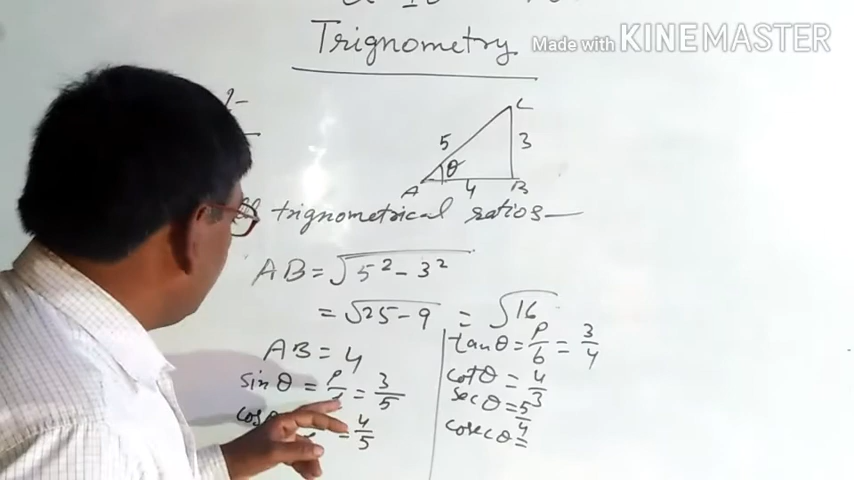 Trignometry
Made with KINEMASTER
C
5
3
θ
A
4
B
trignometrical ratios—
AB = √5² - 3²
= √25 - 9 = √16
AB = 4
sinθ = P/ = 3/5
cos = 4/5
tanθ = P/b = 3/4
cotθ = 4/3
secθ = 5/4
cosecθ =